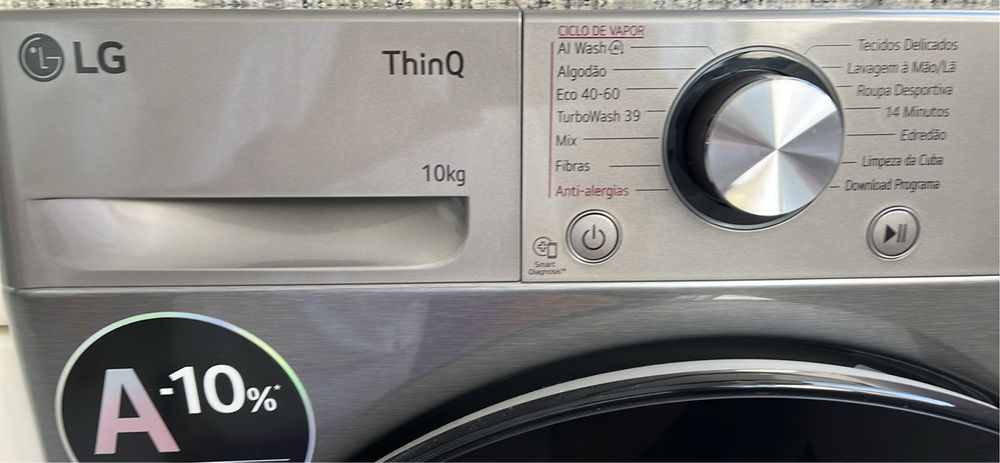 LG
ThinQ
10kg
CICLO DE VAPOR
AI Wash
Algodão
Eco 40-60
TurboWash 39
Mix
Fibras
Anti-alergias
Tecidos Delicados
Lavagem à Mão/Lã
Roupa Desportiva
14 Minutos
Edredão
Limpeza da Cuba
Download Programa
Smart
Diagnosis™
A-10%*